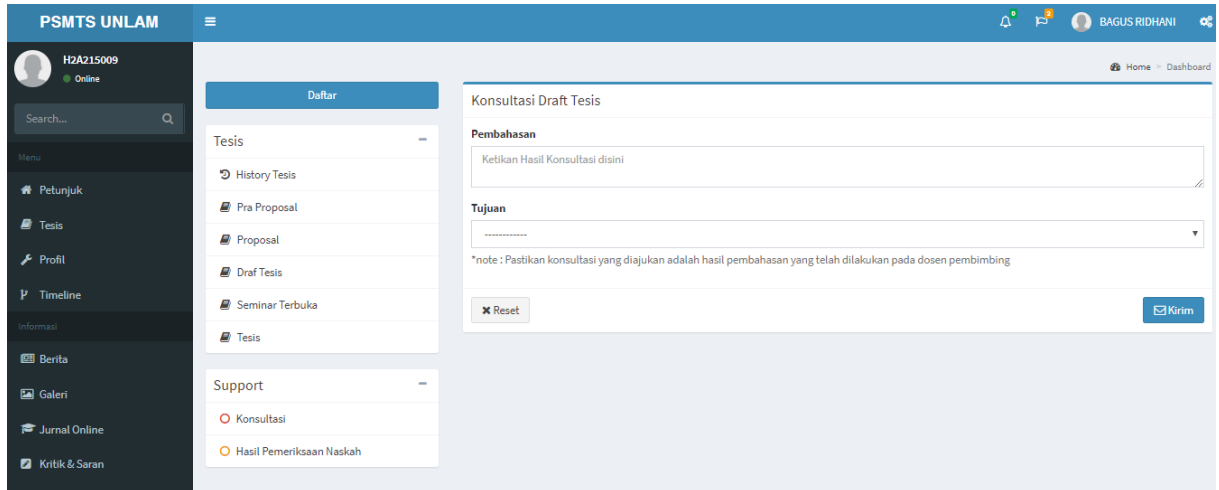 PSMTS UNLAM
0
2
BAGUS RIDHANI
H2A215009
Online
Search...
Menu
Petunjuk
Tesis
Profil
Timeline
Informasi
Berita
Galeri
Jurnal Online
Kritik & Saran
Home > Dashboard
Daftar
Tesis
History Tesis
Pra Proposal
Proposal
Draf Tesis
Seminar Terbuka
Tesis
Support
Konsultasi
Hasil Pemeriksaan Naskah
Konsultasi Draft Tesis
Pembahasan
Ketikan Hasil Konsultasi disini
Tujuan
------------
*note : Pastikan konsultasi yang diajukan adalah hasil pembahasan yang telah dilakukan pada dosen pembimbing
Reset
Kirim